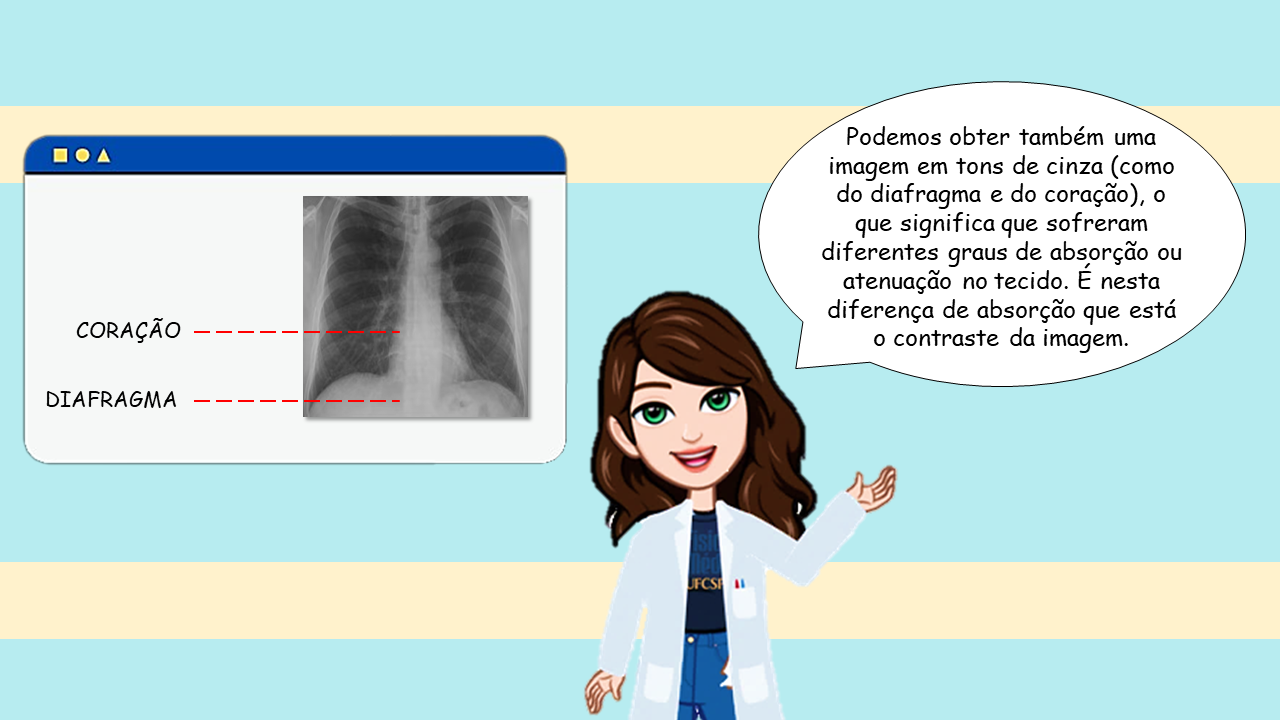 Podemos obter também uma
imagem em tons de cinza (como
do diafragma e do coração), o
que significa que sofreram
diferentes graus de absorção ou
atenuação no tecido. É nesta
diferença de absorção que está
o contraste da imagem.
CORAÇÃO
DIAFRAGMA